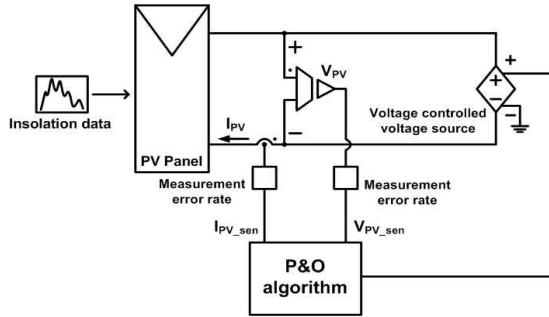 Insolation data
PV Panel
+
V_PV
I_PV
−
+
+
−
−
Voltage controlled
voltage source
Measurement
error rate
Measurement
error rate
I_PV_sen
V_PV_sen
P&O
algorithm